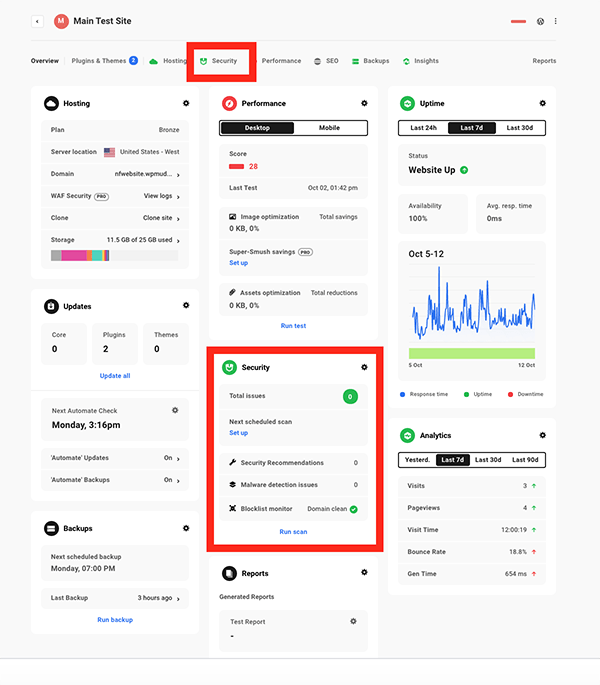 M Main Test Site
Overview Plugins & Themes 2 Hosting Security Performance SEO Backups Insights Reports
Hosting
Plan Bronze
Server location United States - West
Domain nfwebsite.wpmud...
WAF Security PRO View logs
Clone Clone site
Storage 11.5 GB of 25 GB used
Updates
Core Plugins Themes
0 2 0
Update all
Next Automate Check
Monday, 3:16pm
'Automate' Updates On
'Automate' Backups On
Backups
Next scheduled backup
Monday, 07:00 PM
Last Backup 3 hours ago
Run backup
Performance
Desktop Mobile
Score
28
Last Test Oct 02, 01:42 pm
Image optimization Total savings
0 KB, 0%
Super-Smush savings PRO
Set up
Assets optimization Total reductions
0 KB, 0%
Run test
Security
Total issues 0
Next scheduled scan
Set up
Security Recommendations 0
Malware detection issues 0
Blocklist monitor Domain clean
Run scan
Reports
Generated Reports
Test Report
-
Uptime
Last 24h Last 7d Last 30d
Status
Website Up
Availability Avg. resp. time
100% 0ms
Oct 5-12
5 Oct 12 Oct
Response time Uptime Downtime
Analytics
Yesterd. Last 7d Last 30d Last 90d
Visits 3
Pageviews 4
Visit Time 12:00:19
Bounce Rate 18.8%
Gen Time 654 ms